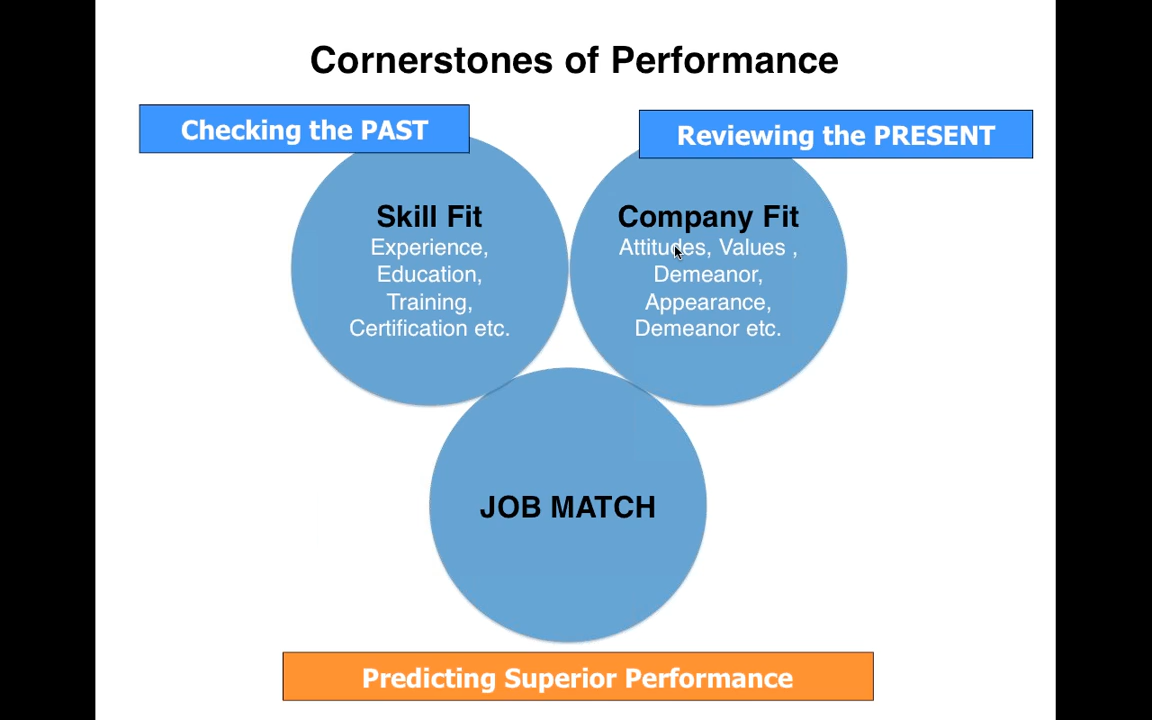 Cornerstones of Performance
Checking the PAST
Reviewing the PRESENT
Skill Fit
Experience,
Education,
Training,
Certification etc.
Company Fit
Attitudes, Values ,
Demeanor,
Appearance,
Demeanor etc.
JOB MATCH
Predicting Superior Performance